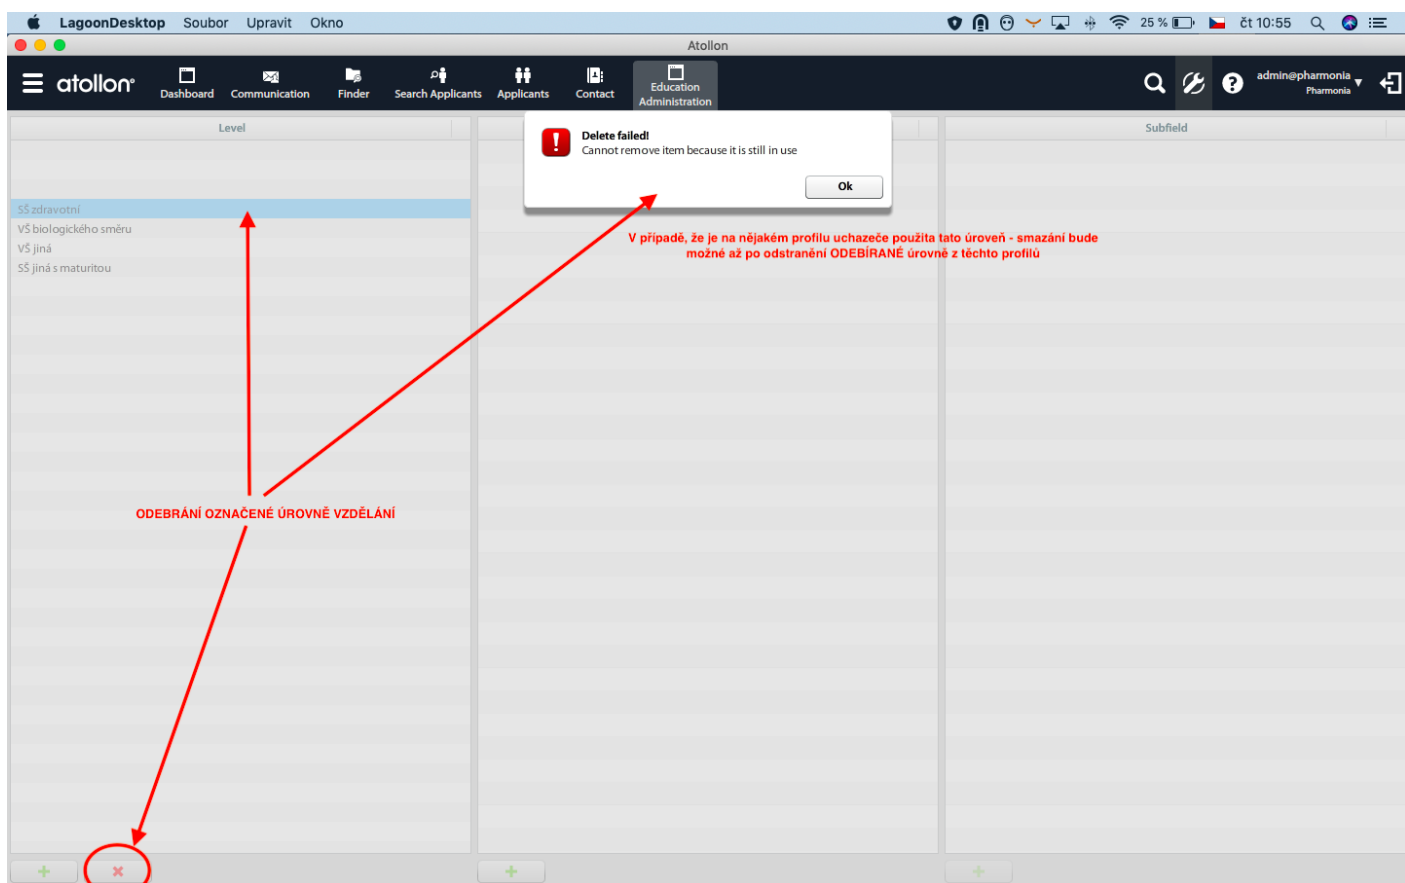 LagoonDesktop Soubor Upravit Okno 25 % čt 10:55
Atollon
atollon
Dashboard Communication Finder Search Applicants Applicants Contact Education Administration admin@pharmonia
Pharmonia
Level Subfield
Delete failed!
Cannot remove item because it is still in use
Ok
SŠ zdravotní
VŠ biologického směru
VŠ jiná
SŠ jiná s maturitou
V případě, že je na nějakém profilu uchazeče použita tato úroveň - smazání bude
možné až po odstranění ODEBÍRANÉ úrovně z těchto profilů
ODEBRÁNÍ OZNAČENÉ ÚROVNĚ VZDĚLÁNÍ